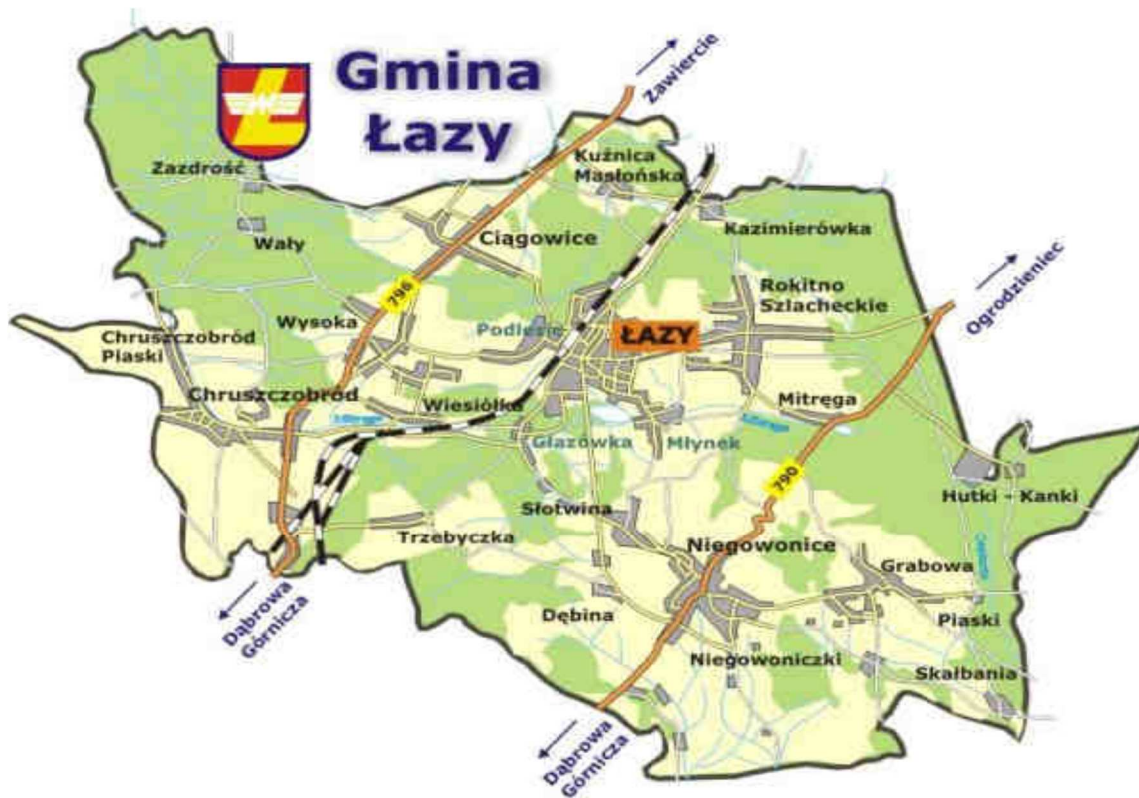 Gmina
Łazy
Zawiercie
Kuźnica
Masłońska
Zazdrość
Wały
Ciągowice
Kazimierówka
Ogrodzieniec
796
Rokitno
Szlacheckie
Wysoka
Podlesie
ŁAZY
Chruszczobród
Piaski
Chruszczobród
Wiesiółka
Mitręga
Głazówka
Młynek
790
Hutki - Kanki
Słotwina
Trzebyczka
Niegowonice
Grabowa
Dębina
Piaski
Dąbrowa
Górnicza
Niegowoniczki
Skałbania
Dąbrowa
Górnicza